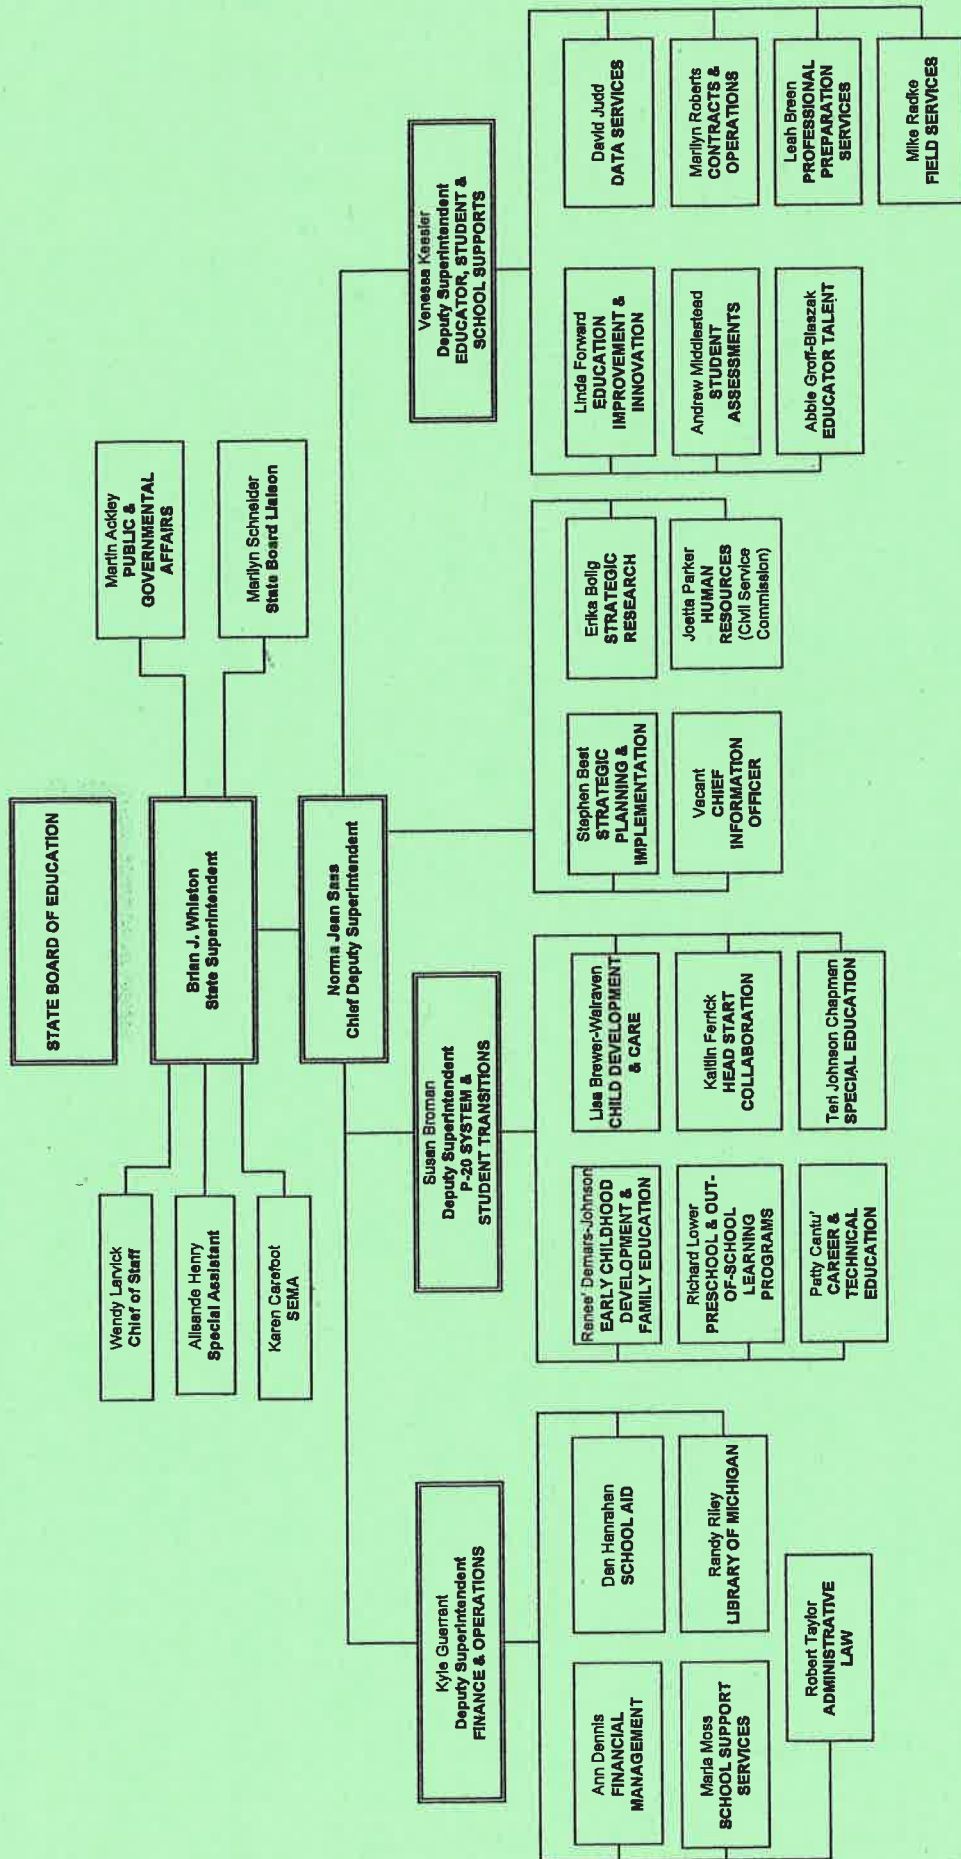 STATE BOARD OF EDUCATION
Brian J. Whiston
State Superintendent
Wendy Larvick
Chief of Staff
Alisande Henry
Special Assistant
Karen Carefoot
SEMA
Martin Ackley
PUBLIC &
GOVERNMENTAL
AFFAIRS
Marilyn Schneider
State Board Liaison
Norma Jean Sass
Chief Deputy Superintendent
Kyle Guerrant
Deputy Superintendent
FINANCE & OPERATIONS
Ann Dennis
FINANCIAL
MANAGEMENT
Dan Hanrahan
SCHOOL AID
Marla Moss
SCHOOL SUPPORT
SERVICES
Randy Riley
LIBRARY OF MICHIGAN
Robert Taylor
ADMINISTRATIVE
LAW
Susan Broman
Deputy Superintendent
P-20 SYSTEM &
STUDENT TRANSITIONS
Renee' Demars-Johnson
EARLY CHILDHOOD
DEVELOPMENT &
FAMILY EDUCATION
Lisa Brewer-Walraven
CHILD DEVELOPMENT
& CARE
Richard Lower
PRESCHOOL & OUT-
OF-SCHOOL
LEARNING
PROGRAMS
Kaitlin Ferrick
HEAD START
COLLABORATION
Patty Cantu'
CAREER &
TECHNICAL
EDUCATION
Teri Johnson Chapman
SPECIAL EDUCATION
Stephen Best
STRATEGIC
PLANNING &
IMPLEMENTATION
Erika Bolig
STRATEGIC
RESEARCH
Vacant
CHIEF
INFORMATION
OFFICER
Joetta Parker
HUMAN
RESOURCES
(Civil Service
Commission)
Venessa Keesler
Deputy Superintendent
EDUCATOR, STUDENT &
SCHOOL SUPPORTS
Linda Forward
EDUCATION
IMPROVEMENT &
INNOVATION
David Judd
DATA SERVICES
Andrew Middlestead
STUDENT
ASSESSMENTS
Marilyn Roberts
CONTRACTS &
OPERATIONS
Abbie Groff-Blaszak
EDUCATOR TALENT
Leah Breen
PROFESSIONAL
PREPARATION
SERVICES
Mike Radke
FIELD SERVICES